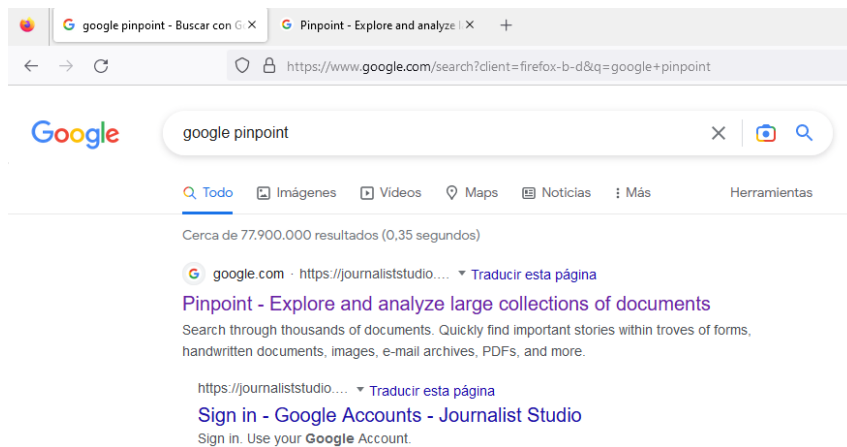 google pinpoint - Buscar con G
Pinpoint - Explore and analyze l
https://www.google.com/search?client=firefox-b-d&q=google+pinpoint
Google
google pinpoint
Todo Imágenes Videos Maps Noticias Más Herramientas
Cerca de 77.900.000 resultados (0,35 segundos)
google.com · https://journaliststudio.... Traducir esta página
Pinpoint - Explore and analyze large collections of documents
Search through thousands of documents. Quickly find important stories within troves of forms,
handwritten documents, images, e-mail archives, PDFs, and more.
https://journaliststudio.... Traducir esta página
Sign in - Google Accounts - Journalist Studio
Sign in. Use your Google Account.